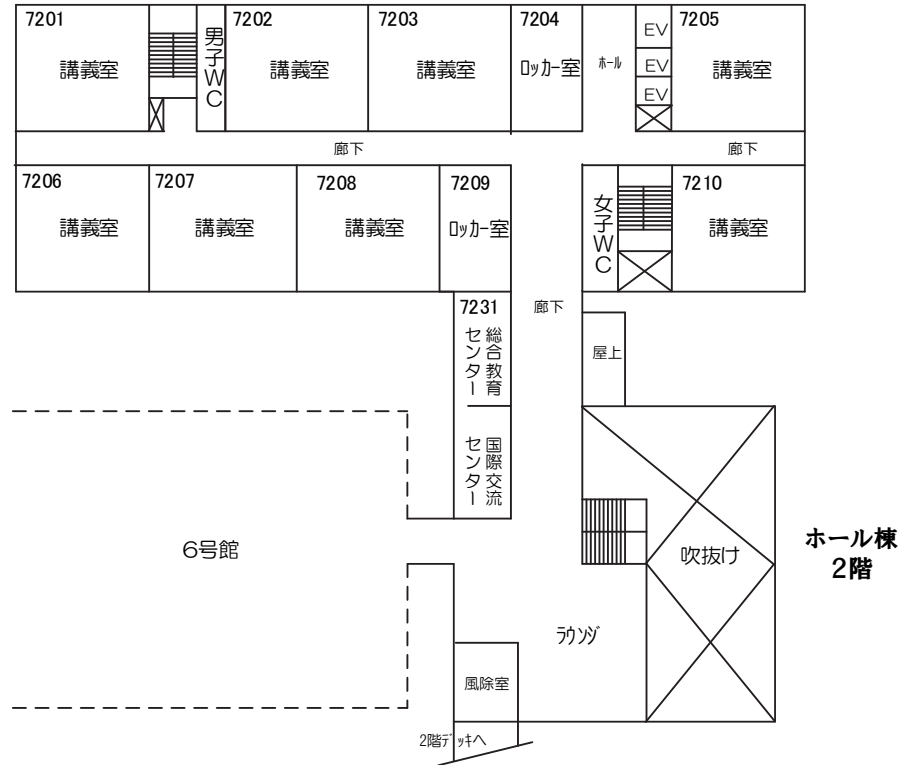 7201
講義室
男子WC
7202
講義室
7203
講義室
7204
ロッカー室
ホール
EV
EV
EV
7205
講義室
廊下
廊下
7206
講義室
7207
講義室
7208
講義室
7209
ロッカー室
女子WC
7210
講義室
7231
総合教育
センター
廊下
屋上
国際交流
センター
6号館
吹抜け
ホール棟
2階
ラウンジ
風除室
2階デッキへ